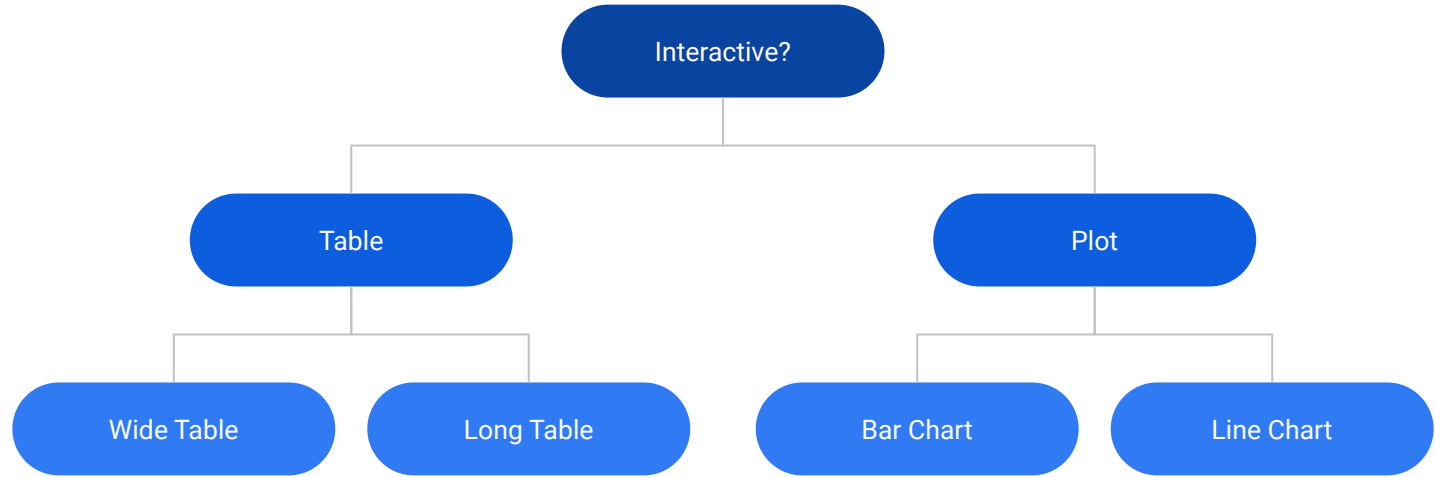 Interactive?
Table
Plot
Wide Table
Long Table
Bar Chart
Line Chart